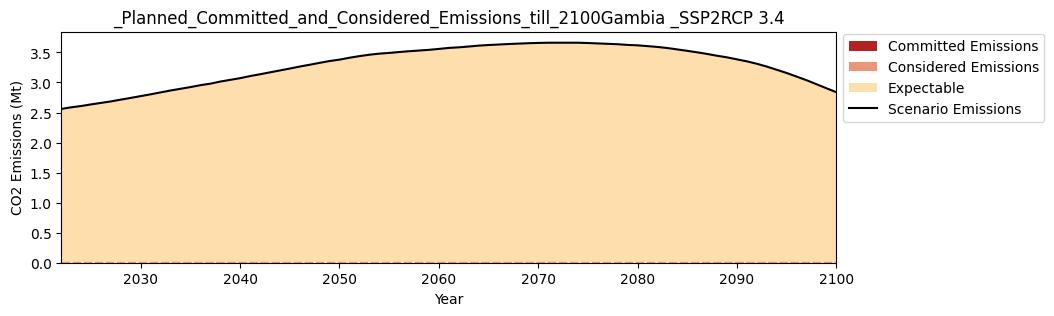 _Planned_Committed_and_Considered_Emissions_till_2100Gambia _SSP2RCP 3.4
Committed Emissions
Considered Emissions
Expectable
Scenario Emissions
CO2 Emissions (Mt)
3.5
3.0
2.5
2.0
1.5
1.0
0.5
0.0
2030
2040
2050
2060
2070
2080
2090
2100
Year